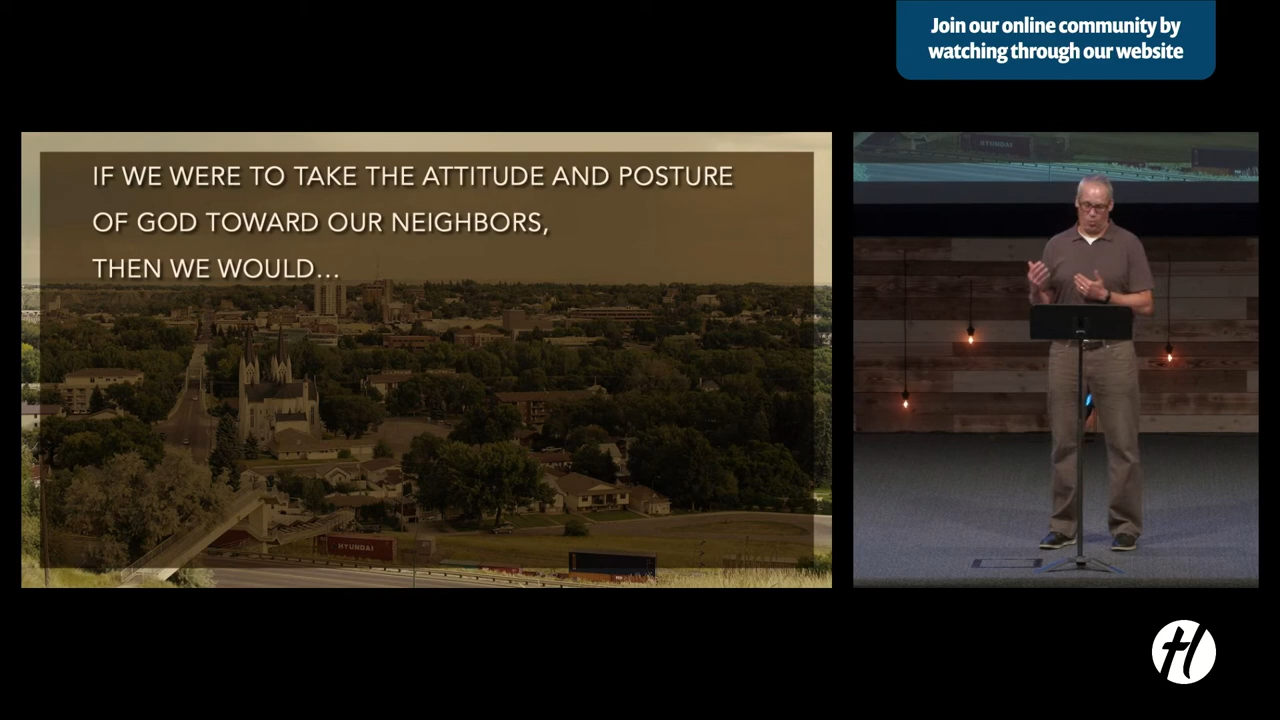 Join our online community by
watching through our website
IF WE WERE TO TAKE THE ATTITUDE AND POSTURE
OF GOD TOWARD OUR NEIGHBORS,
THEN WE WOULD...
HYUNDAI
HYUNDAI
H